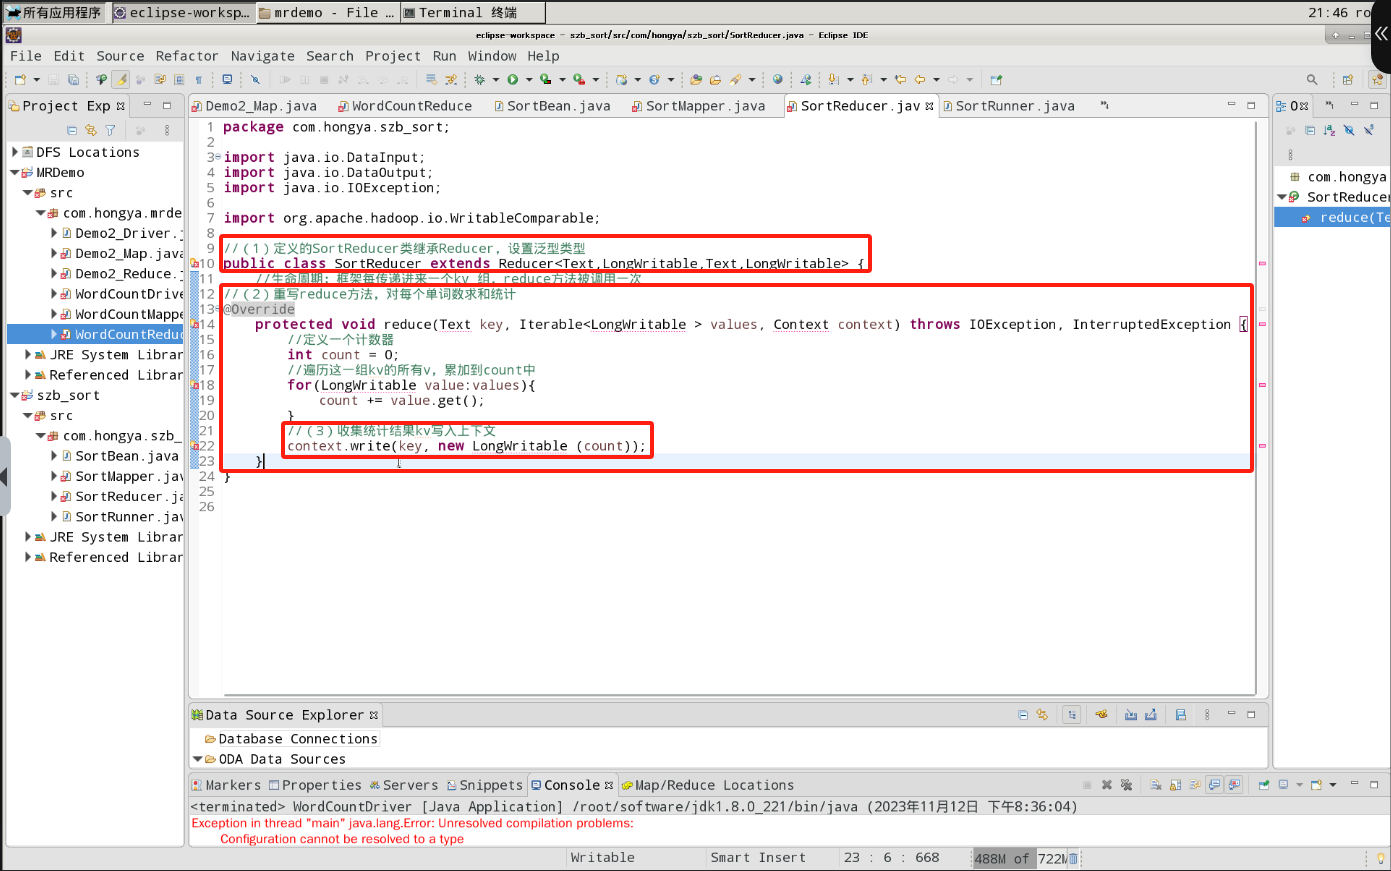 所有应用程序 eclipse-worksp... mrdemo - File ... Terminal 终端 21:46 ro
eclipse-workspace - szb_sort/src/com/hongya/szb_sort/SortReducer.java - Eclipse IDE
File Edit Source Refactor Navigate Search Project Run Window Help
Project Exp
Demo2_Map.java WordCountReduce SortBean.java SortMapper.java SortReducer.jav SortRunner.java
DFS Locations
MRDemo
src
com.hongya.mrde
Demo2_Driver.j
Demo2_Map.java
Demo2_Reduce.j
WordCountDrive
WordCountMappe
WordCountReduc
JRE System Librar
Referenced Librar
szb_sort
src
com.hongya.szb_
SortBean.java
SortMapper.java
SortReducer.ja
SortRunner.jav
JRE System Librar
Referenced Librar
1 package com.hongya.szb_sort;
2
3 import java.io.DataInput;
4 import java.io.DataOutput;
5 import java.io.IOException;
6
7 import org.apache.hadoop.io.WritableComparable;
8
9 //（1）定义的SortReducer类继承Reducer，设置泛型类型
10 public class SortReducer extends Reducer<Text,LongWritable,Text,LongWritable> {
11 //生命周期：框架每传递进来一个kv 组，reduce方法被调用一次
12 //（2）重写reduce方法，对每个单词数求和统计
13 @Override
14 protected void reduce(Text key, Iterable<LongWritable > values, Context context) throws IOException, InterruptedException {
15 //定义一个计数器
16 int count = 0;
17 //遍历这一组kv的所有v，累加到count中
18 for(LongWritable value:values){
19 count += value.get();
20 }
21 //（3）收集统计结果kv写入上下文
22 context.write(key, new LongWritable (count));
23 }
24 }
25
26
O
com.hongya
SortReducer
reduce(Te
Data Source Explorer
Database Connections
ODA Data Sources
Markers Properties Servers Snippets Console Map/Reduce Locations
<terminated> WordCountDriver [Java Application] /root/software/jdk1.8.0_221/bin/java (2023年11月12日 下午8:36:04)
Exception in thread "main" java.lang.Error: Unresolved compilation problems:
Configuration cannot be resolved to a type
Writable Smart Insert 23 : 6 : 668 488M of 722M